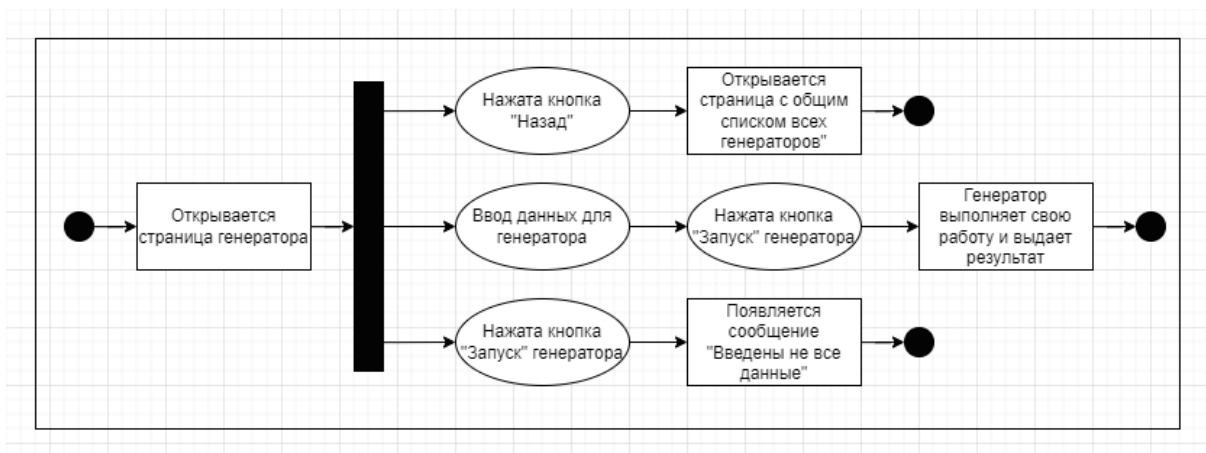 Нажата кнопка
"Назад"
Открывается
страница с общим
списком всех
генераторов"
Открывается
страница генератора
Ввод данных для
генератора
Нажата кнопка
"Запуск" генератора
Генератор
выполняет свою
работу и выдает
результат
Нажата кнопка
"Запуск" генератора
Появляется
сообщение
"Введены не все
данные"